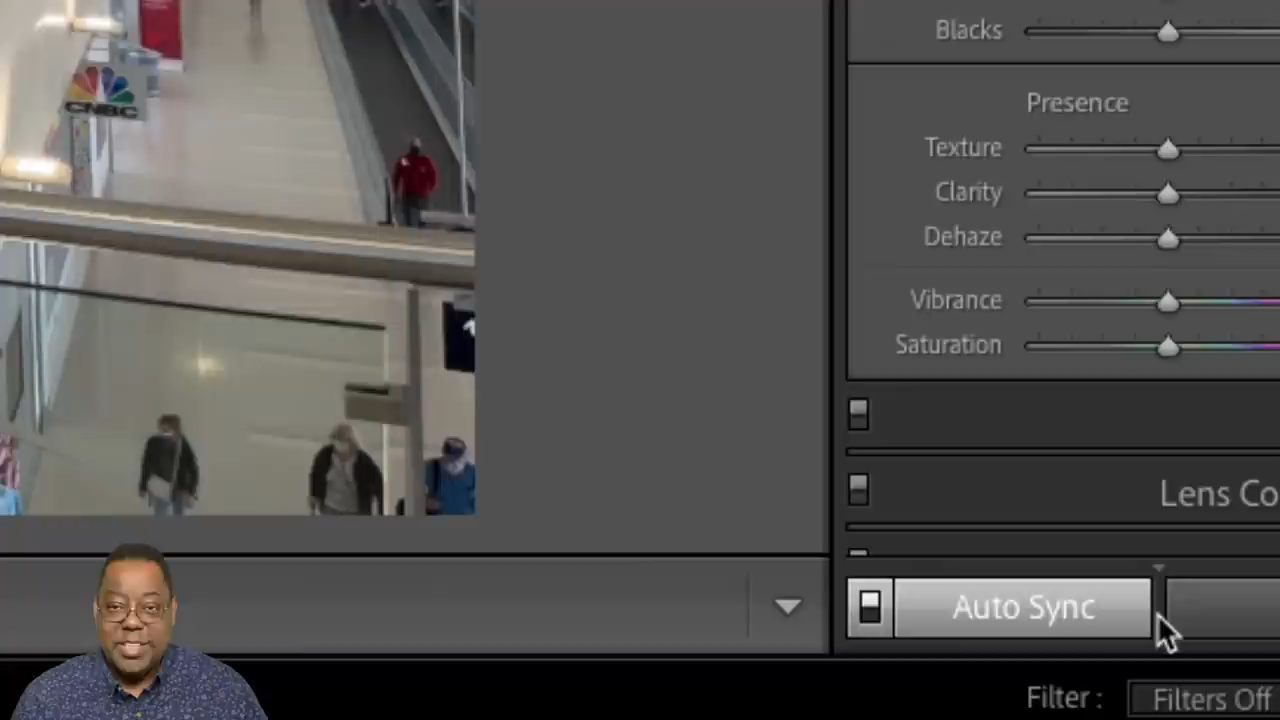 Blacks
CNBC
Presence
Texture
Clarity
Dehaze
Vibrance
Saturation
Lens Co
Auto Sync
Filter :
Filters Off